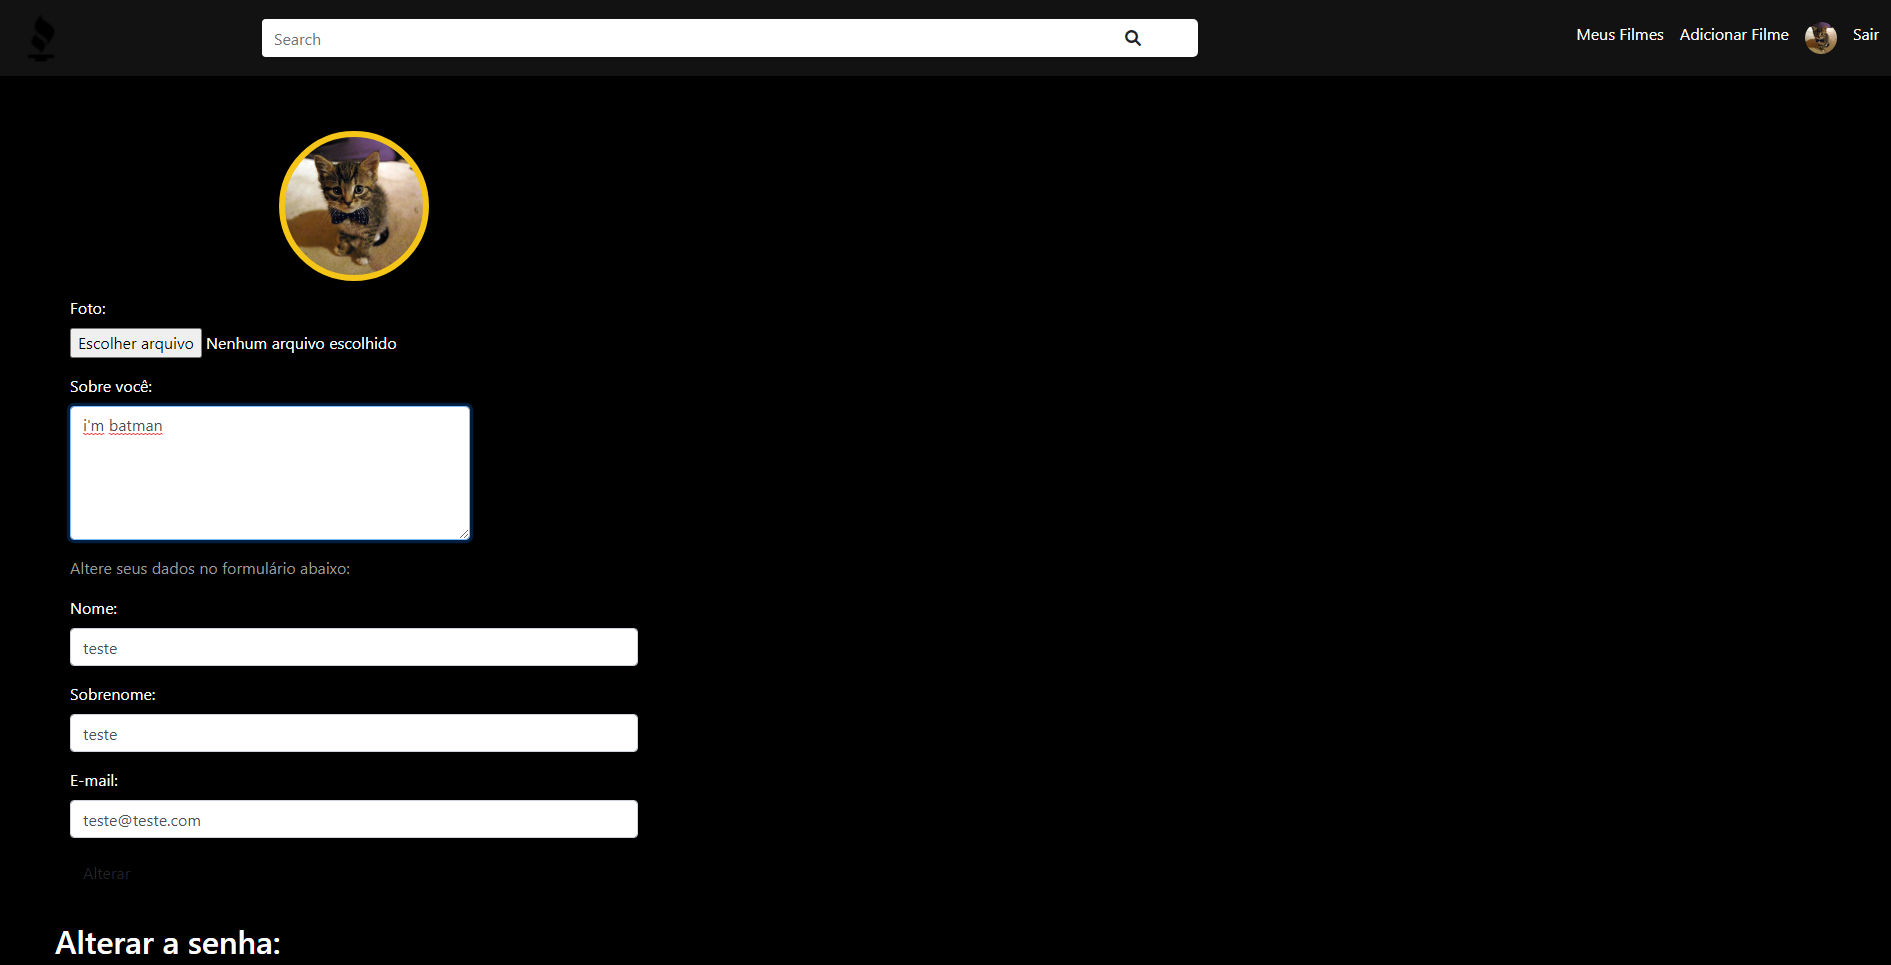 Search
Meus Filmes Adicionar Filme Sair
Foto:
Escolher arquivo Nenhum arquivo escolhido
Sobre você:
i'm batman
Altere seus dados no formulário abaixo:
Nome:
teste
Sobrenome:
teste
E-mail:
teste@teste.com
Alterar
Alterar a senha: